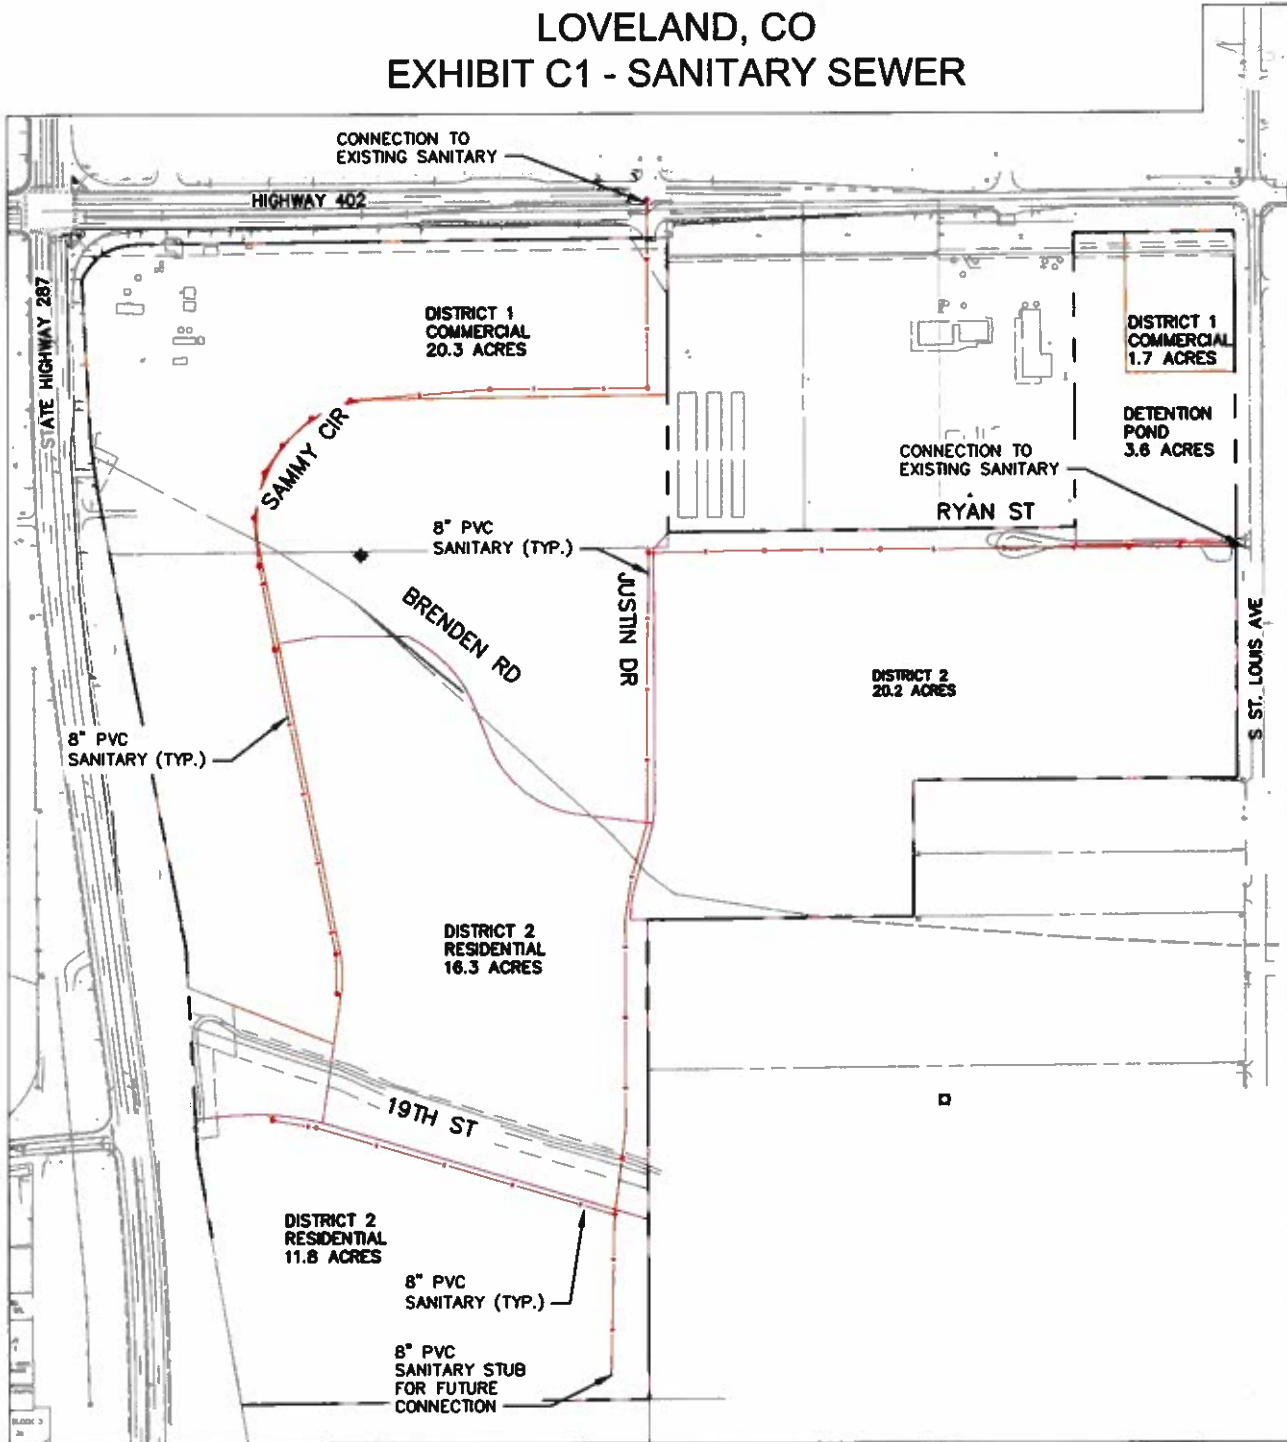 LOVELAND, CO
EXHIBIT C1 - SANITARY SEWER
CONNECTION TO
EXISTING SANITARY
HIGHWAY 402
STATE HIGHWAY 287
DISTRICT 1
COMMERCIAL
20.3 ACRES
DISTRICT 1
COMMERCIAL
1.7 ACRES
DETENTION
POND
3.6 ACRES
SAMMY CIR
CONNECTION TO
EXISTING SANITARY
RYAN ST
8" PVC
SANITARY (TYP.)
BRENDEN RD
JUSTIN DR
S ST. LOUIS AVE
DISTRICT 2
20.2 ACRES
8" PVC
SANITARY (TYP.)
DISTRICT 2
RESIDENTIAL
16.3 ACRES
19TH ST
DISTRICT 2
RESIDENTIAL
11.8 ACRES
8" PVC
SANITARY (TYP.)
8" PVC
SANITARY STUB
FOR FUTURE
CONNECTION
BLOCK 3